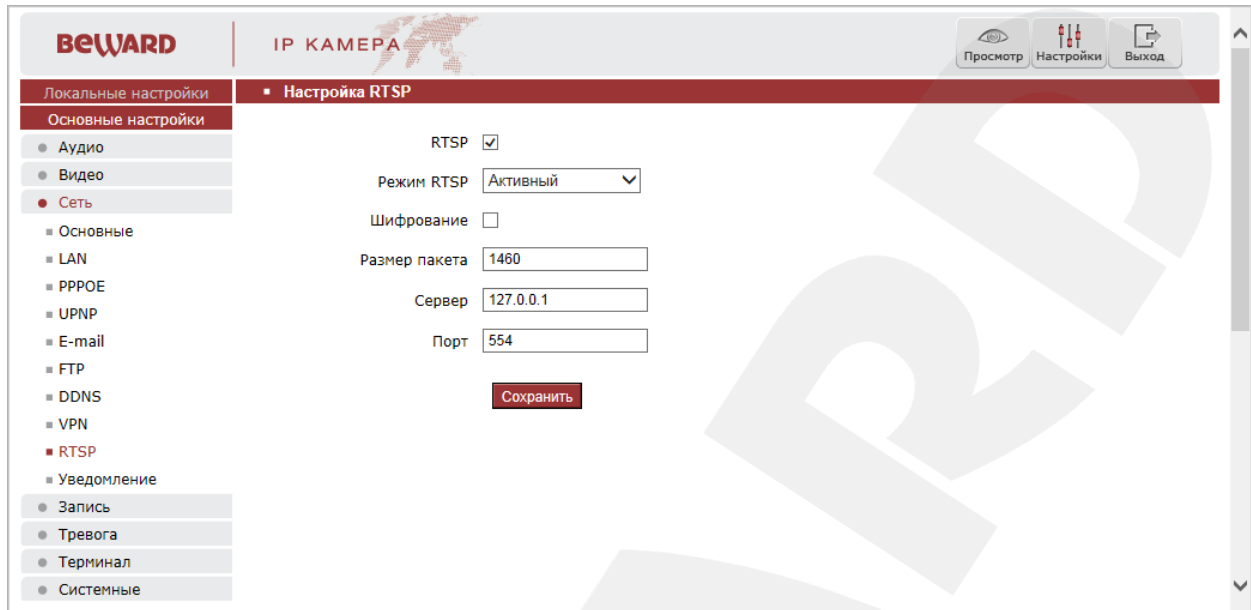 BEWARD
IP КАМЕРА
Просмотр
Настройки
Выход
Локальные настройки
Основные настройки
Аудио
Видео
Сеть
Основные
LAN
PPPOE
UPNP
E-mail
FTP
DDNS
VPN
RTSP
Уведомление
Запись
Тревога
Терминал
Системные
Настройка RTSP
RTSP
Режим RTSP Активный
Шифрование
Размер пакета 1460
Сервер 127.0.0.1
Порт 554
Сохранить
ARD